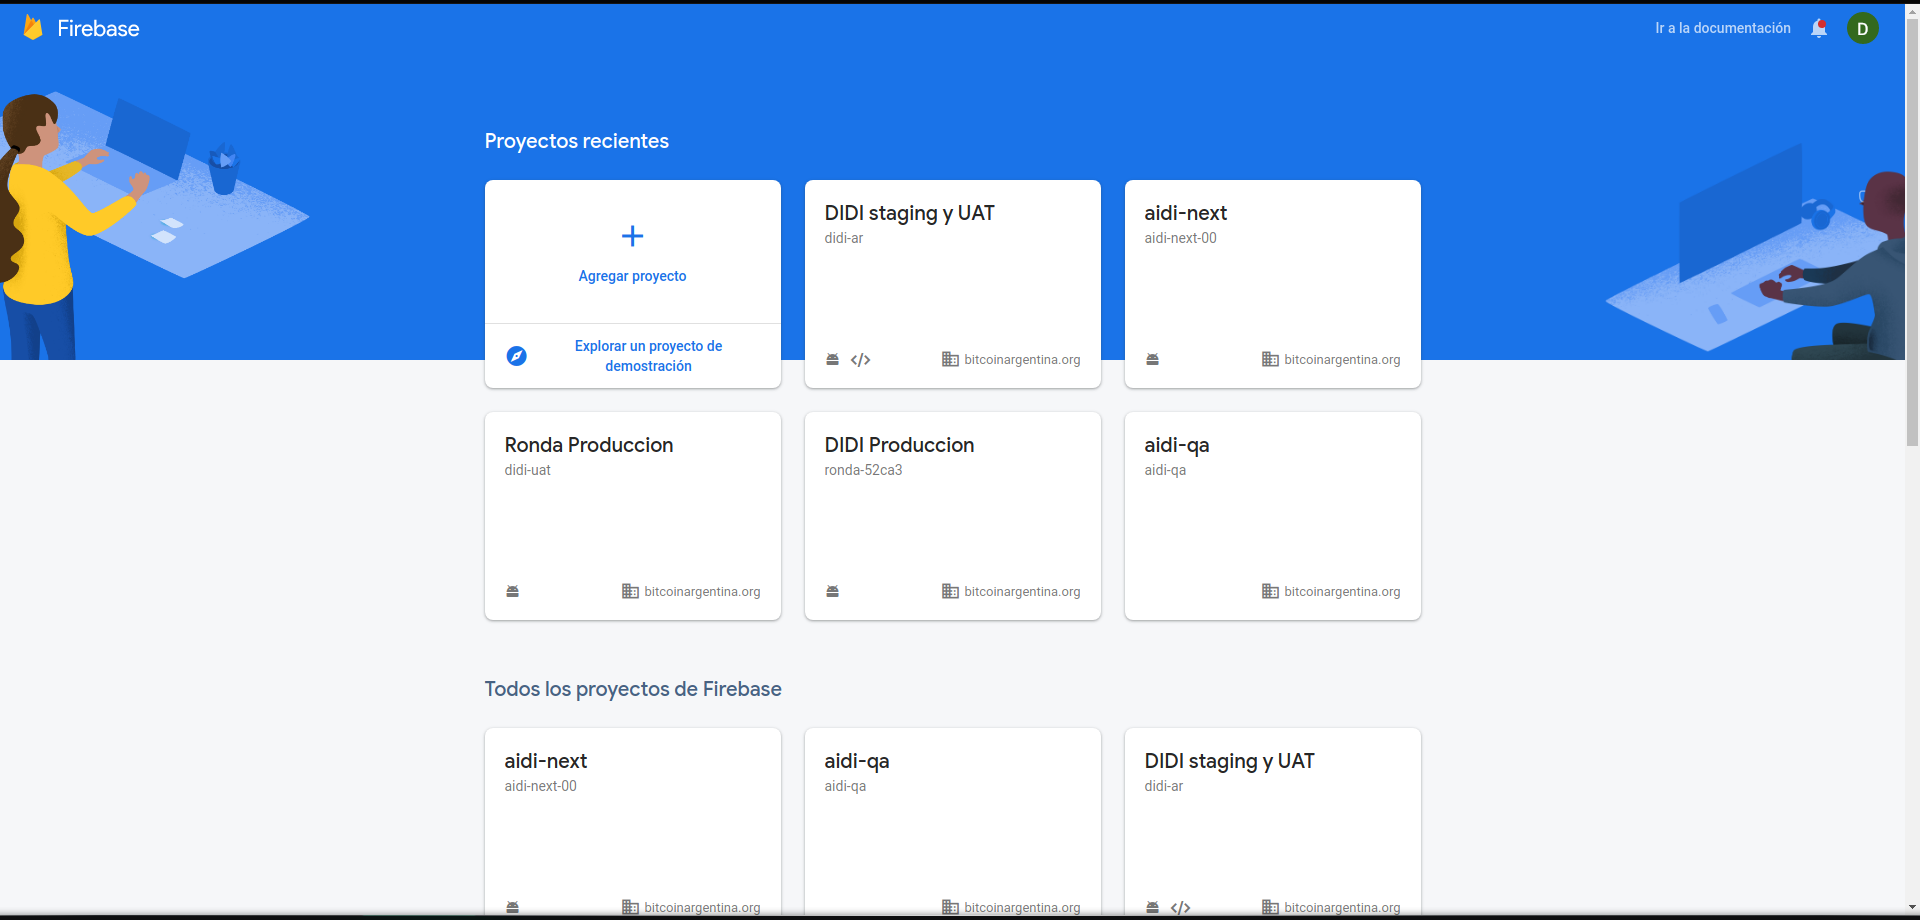 Firebase
Ir a la documentación
D
Proyectos recientes
Agregar proyecto
Explorar un proyecto de
demostración
DIDI staging y UAT
didi-ar
bitcoinargentina.org
aidi-next
aidi-next-00
bitcoinargentina.org
Ronda Produccion
didi-uat
bitcoinargentina.org
DIDI Produccion
ronda-52ca3
bitcoinargentina.org
aidi-qa
aidi-qa
bitcoinargentina.org
Todos los proyectos de Firebase
aidi-next
aidi-next-00
bitcoinargentina.org
aidi-qa
aidi-qa
bitcoinargentina.org
DIDI staging y UAT
didi-ar
bitcoinargentina.org